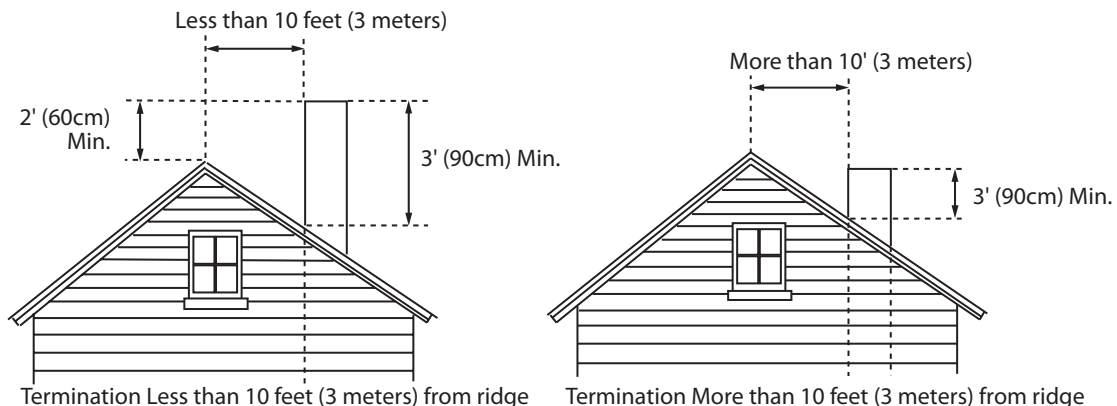 Less than 10 feet (3 meters)
2' (60cm)
Min.
3' (90cm) Min.
Termination Less than 10 feet (3 meters) from ridge
More than 10' (3 meters)
3' (90cm) Min.
Termination More than 10 feet (3 meters) from ridge